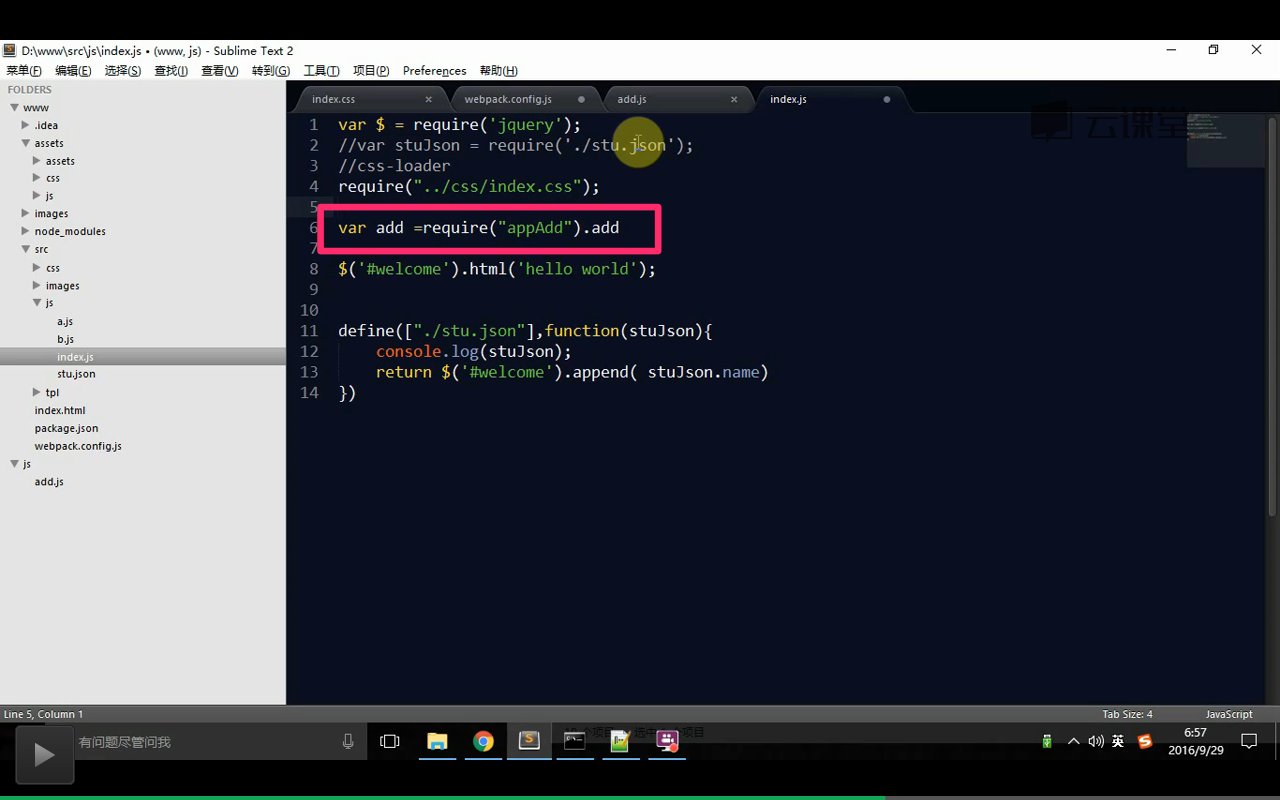 D:\www\src\js\index.js • (www, js) - Sublime Text 2
菜单(F) 编辑(E) 选择(S) 查找(I) 查看(V) 转到(G) 工具(T) 项目(P) Preferences 帮助(H)
FOLDERS
www
.idea
assets
assets
css
js
images
node_modules
src
css
images
js
a.js
b.js
index.js
stu.json
tpl
index.html
package.json
webpack.config.js
js
add.js
index.css webpack.config.js add.js index.js
云课堂
1 var $ = require('jquery');
2 //var stuJson = require('./stu.json');
3 //css-loader
4 require("../css/index.css");
5
6 var add =require("appAdd").add
7
8 $('#welcome').html('hello world');
9
10
11 define(["./stu.json"],function(stuJson){
12 console.log(stuJson);
13 return $('#welcome').append( stuJson.name)
14 })
Line 5, Column 1 Tab Size: 4 JavaScript
有问题尽管问我
英
6:57
2016/9/29